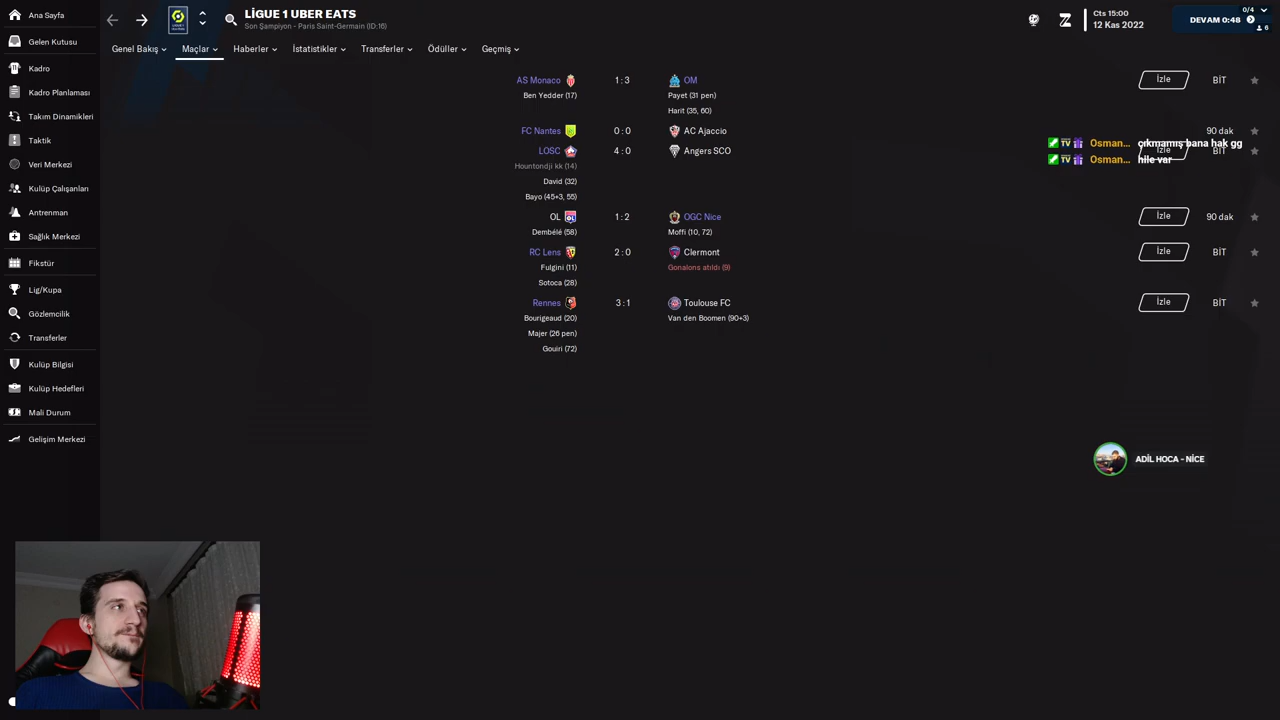 Ana Sayfa
Gelen Kutusu
Kadro
Kadro Planlaması
Takım Dinamikleri
Taktik
Veri Merkezi
Kulüp Çalışanları
Antrenman
Sağlık Merkezi
Fikstür
Lig/Kupa
Gözlemcilik
Transferler
Kulüp Bilgisi
Kulüp Hedefleri
Mali Durum
Gelişim Merkezi
LİGUE 1 UBER EATS
Son Şampiyon - Paris Saint-Germain (ID:16)
Cts 15:00
12 Kas 2022
0/4
DEVAM 0:48
6
Genel Bakış Maçlar Haberler İstatistikler Transferler Ödüller Geçmiş
AS Monaco 1 : 3 OM İzle BİT
Ben Yedder (17) Payet (31 pen)
Harit (35, 60)
FC Nantes 0 : 0 AC Ajaccio 90 dak
LOSC 4 : 0 Angers SCO İzle BİT
Hountondji kk (14)
David (32)
Bayo (45+3, 55)
OL 1 : 2 OGC Nice İzle 90 dak
Dembélé (58) Moffi (10, 72)
RC Lens 2 : 0 Clermont İzle BİT
Fulgini (11) Gonalons atıldı (9)
Sotoca (28)
Rennes 3 : 1 Toulouse FC İzle BİT
Bourigeaud (20) Van den Boomen (90+3)
Majer (26 pen)
Gouiri (72)
TV Osman... çıkmamış bana hak gg
TV Osman... hile var
ADİL HOCA - NİCE